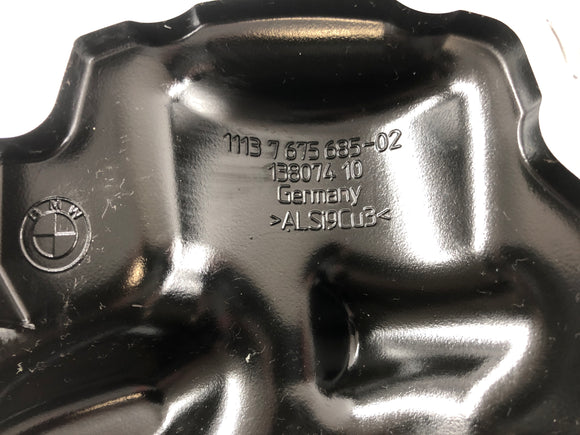 1113 7 675 685-02
138074 10
Germany
>ALSi9Cu3<
BMW